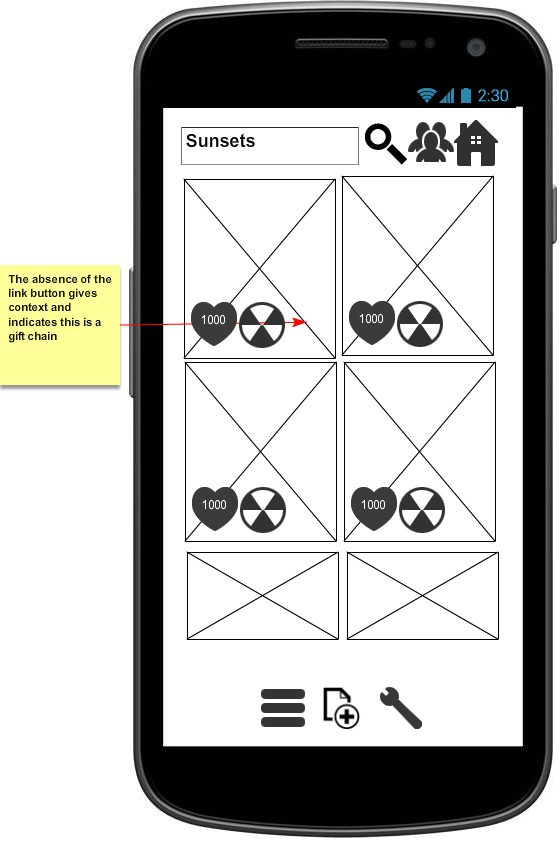 2:30
Sunsets
The absence of the
link button gives
context and
indicates this is a
gift chain
1000
1000
1000
1000